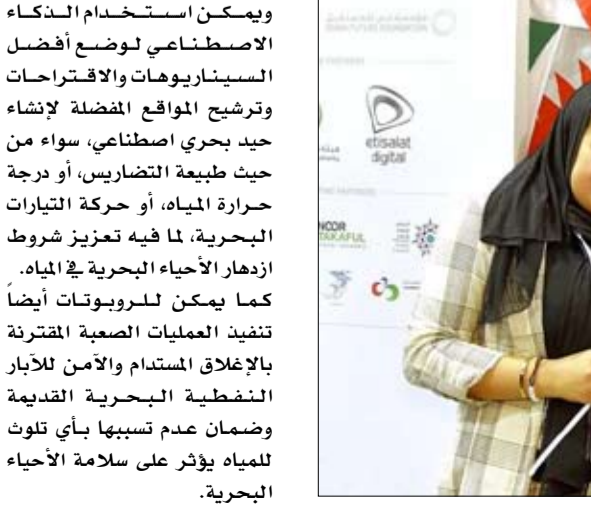 ويمكن استخدام الذكاء
الاصطناعي لوضع أفضل
السيناريوهات والاقتراحات
وترشيح المواقع المفضلة لإنشاء
حيد بحري اصطناعي، سواء من
حيث طبيعة التضاريس، أو درجة
حرارة المياه، أو حركة التيارات
البحرية، لما فيه تعزيز شروط
ازدهار الأحياء البحرية في المياه.
كما يمكن للروبوتات أيضاً
تنفيذ العمليات الصعبة المقترنة
بالإغلاق المستدام والآمن للآبار
النفطية البحرية القديمة
وضمان عدم تسببها بأي تلوث
للمياه يؤثر على سلامة الأحياء
البحرية.
etisalat
digital
TAKAFUL